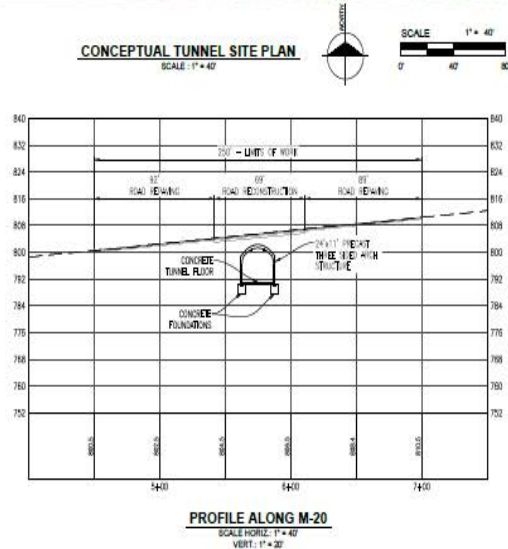 CONCEPTUAL TUNNEL SITE PLAN
SCALE : 1" = 40'
NORTH
SCALE 1" = 40'
0' 40' 80
840 840
832 832
250' - LIMITS OF WORK
824 824
92' 69' 89'
ROAD REPAVING ROAD RECONSTRUCTION ROAD REPAVING
816 816
808 808
24'x11' PRECAST
THREE SIDED ARCH
STRUCTURE
800 800
CONCRETE
TUNNEL FLOOR
792 792
784 784
CONCRETE
FOUNDATIONS
776 776
768 768
760 760
752 752
810.5
5+00 6+00 7+00
PROFILE ALONG M-20
SCALE HORIZ.: 1" = 40'
VERT.: 1" = 20'